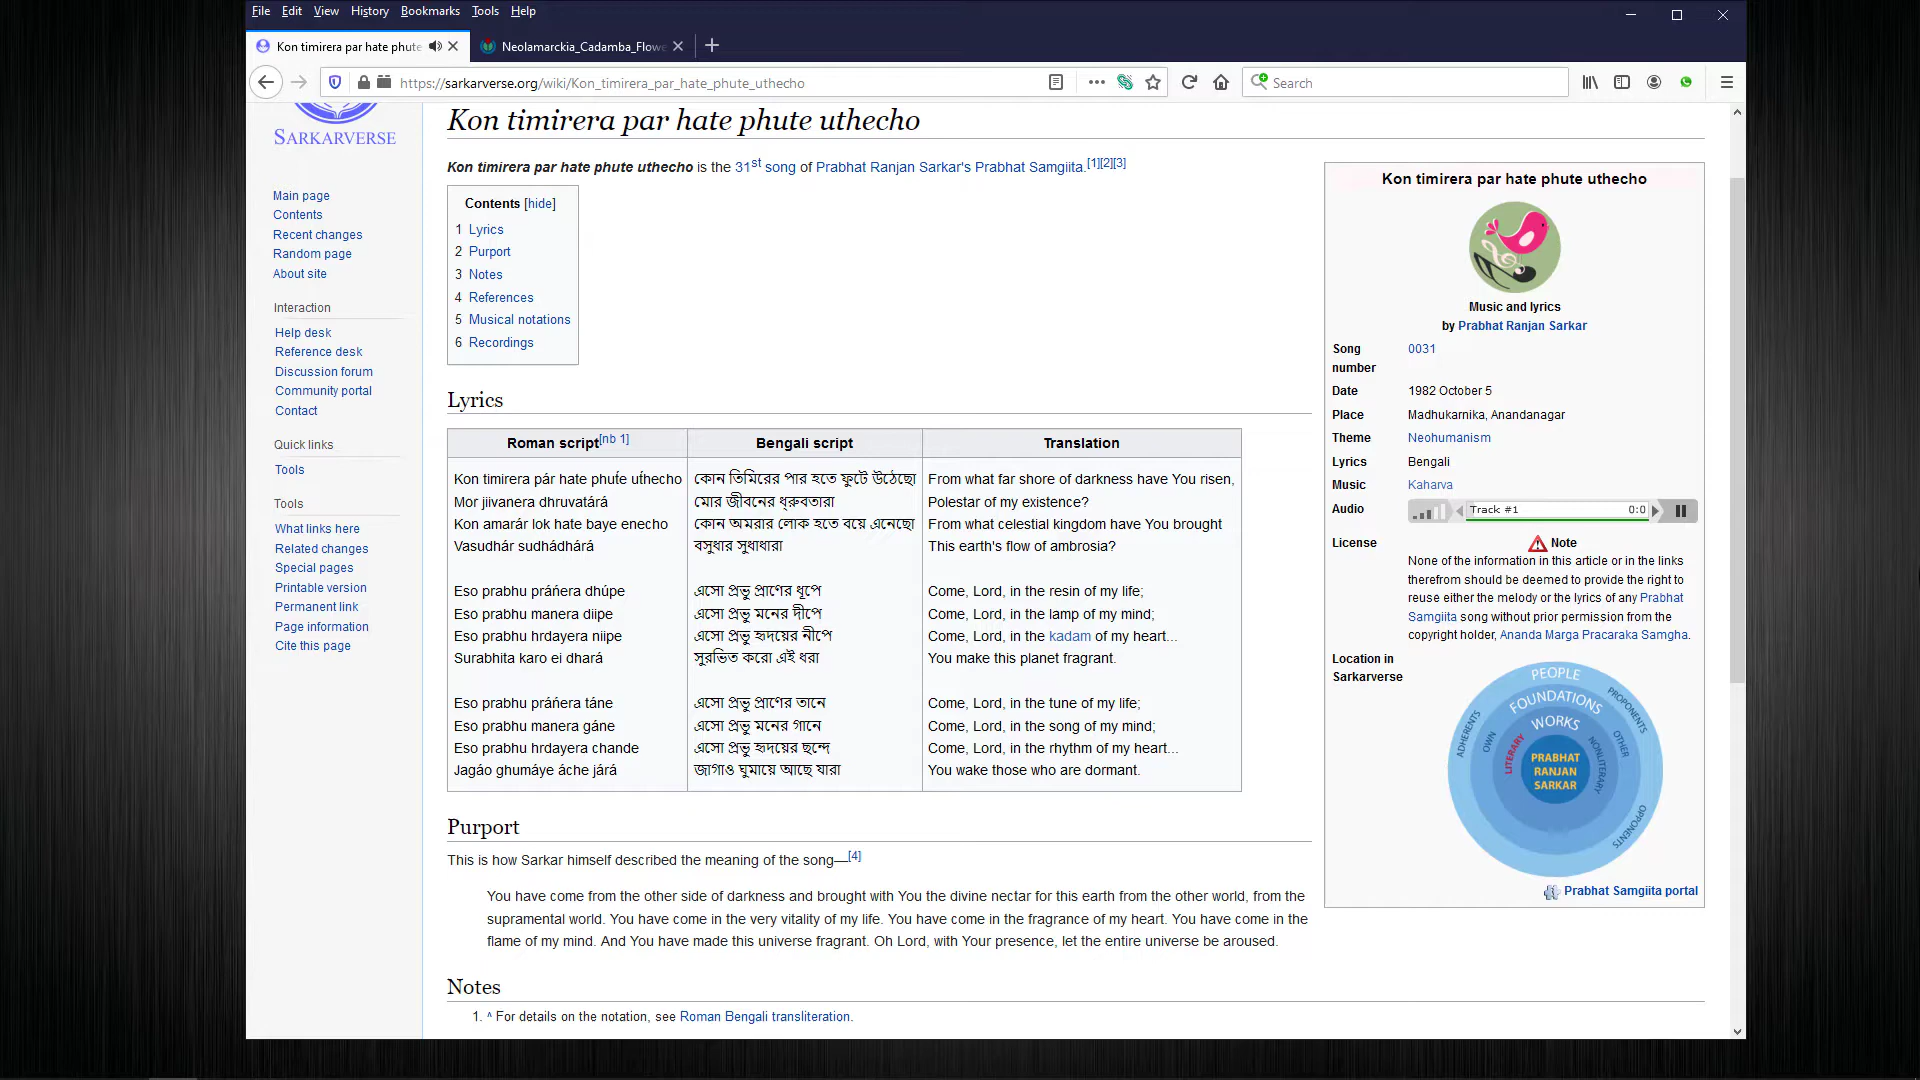 File Edit View History Bookmarks Tools Help
Kon timirera par hate phute
Neolamarckia_Cadamba_Flowe
https://sarkarverse.org/wiki/Kon_timirera_par_hate_phute_uthecho
Search
SARKARVERSE
Main page
Contents
Recent changes
Random page
About site
Interaction
Help desk
Reference desk
Discussion forum
Community portal
Contact
Quick links
Tools
Tools
What links here
Related changes
Special pages
Printable version
Permanent link
Page information
Cite this page
Kon timirera par hate phute uthecho
Kon timirera par hate phute uthecho is the 31st song of Prabhat Ranjan Sarkar's Prabhat Samgiita.[1][2][3]
Contents [hide]
1 Lyrics
2 Purport
3 Notes
4 References
5 Musical notations
6 Recordings
Lyrics
Roman script[nb 1]
Kon timirera pár hate phut́e ut́hecho
Mor jiivanera dhruvatárá
Kon amarár lok hate baye enecho
Vasudhár sudhádhárá
Eso prabhu práńera dhúpe
Eso prabhu manera diipe
Eso prabhu hrdayera niipe
Surabhita karo ei dhará
Eso prabhu práńera táne
Eso prabhu manera gáne
Eso prabhu hrdayera chande
Jagáo ghumáye áche járá
Bengali script
কোন তিমিরের পার হতে ফুটে উঠেছো
মোর জীবনের ধ্রুবতারা
কোন অমরার লোক হতে বয়ে এনেছো
বসুধার সুধাধারা
এসো প্রভু প্রাণের ধূপে
এসো প্রভু মনের দীপে
এসো প্রভু হৃদয়ের নীপে
সুরভিত করো এই ধরা
এসো প্রভু প্রাণের তানে
এসো প্রভু মনের গানে
এসো প্রভু হৃদয়ের ছন্দে
জাগাও ঘুমায়ে আছে যারা
Translation
From what far shore of darkness have You risen,
Polestar of my existence?
From what celestial kingdom have You brought
This earth's flow of ambrosia?
Come, Lord, in the resin of my life;
Come, Lord, in the lamp of my mind;
Come, Lord, in the kadam of my heart...
You make this planet fragrant.
Come, Lord, in the tune of my life;
Come, Lord, in the song of my mind;
Come, Lord, in the rhythm of my heart...
You wake those who are dormant.
Purport
This is how Sarkar himself described the meaning of the song—[4]
You have come from the other side of darkness and brought with You the divine nectar for this earth from the other world, from the
supramental world. You have come in the very vitality of my life. You have come in the fragrance of my heart. You have come in the
flame of my mind. And You have made this universe fragrant. Oh Lord, with Your presence, let the entire universe be aroused.
Notes
1. ^ For details on the notation, see Roman Bengali transliteration.
Kon timirera par hate phute uthecho
Music and lyrics
by Prabhat Ranjan Sarkar
Song number 0031
Date 1982 October 5
Place Madhukarnika, Anandanagar
Theme Neohumanism
Lyrics Bengali
Music Kaharva
Audio Track #1 0:0
License Note
None of the information in this article or in the links
therefrom should be deemed to provide the right to
reuse either the melody or the lyrics of any Prabhat
Samgiita song without prior permission from the
copyright holder, Ananda Marga Pracaraka Samgha.
Location in
Sarkarverse
PEOPLE
FOUNDATIONS
WORKS
ADHERENTS
OWN
LITERARY
NONLITERARY
OTHER
PROPONENTS
OPPONENTS
PRABHAT
RANJAN
SARKAR
Prabhat Samgiita portal